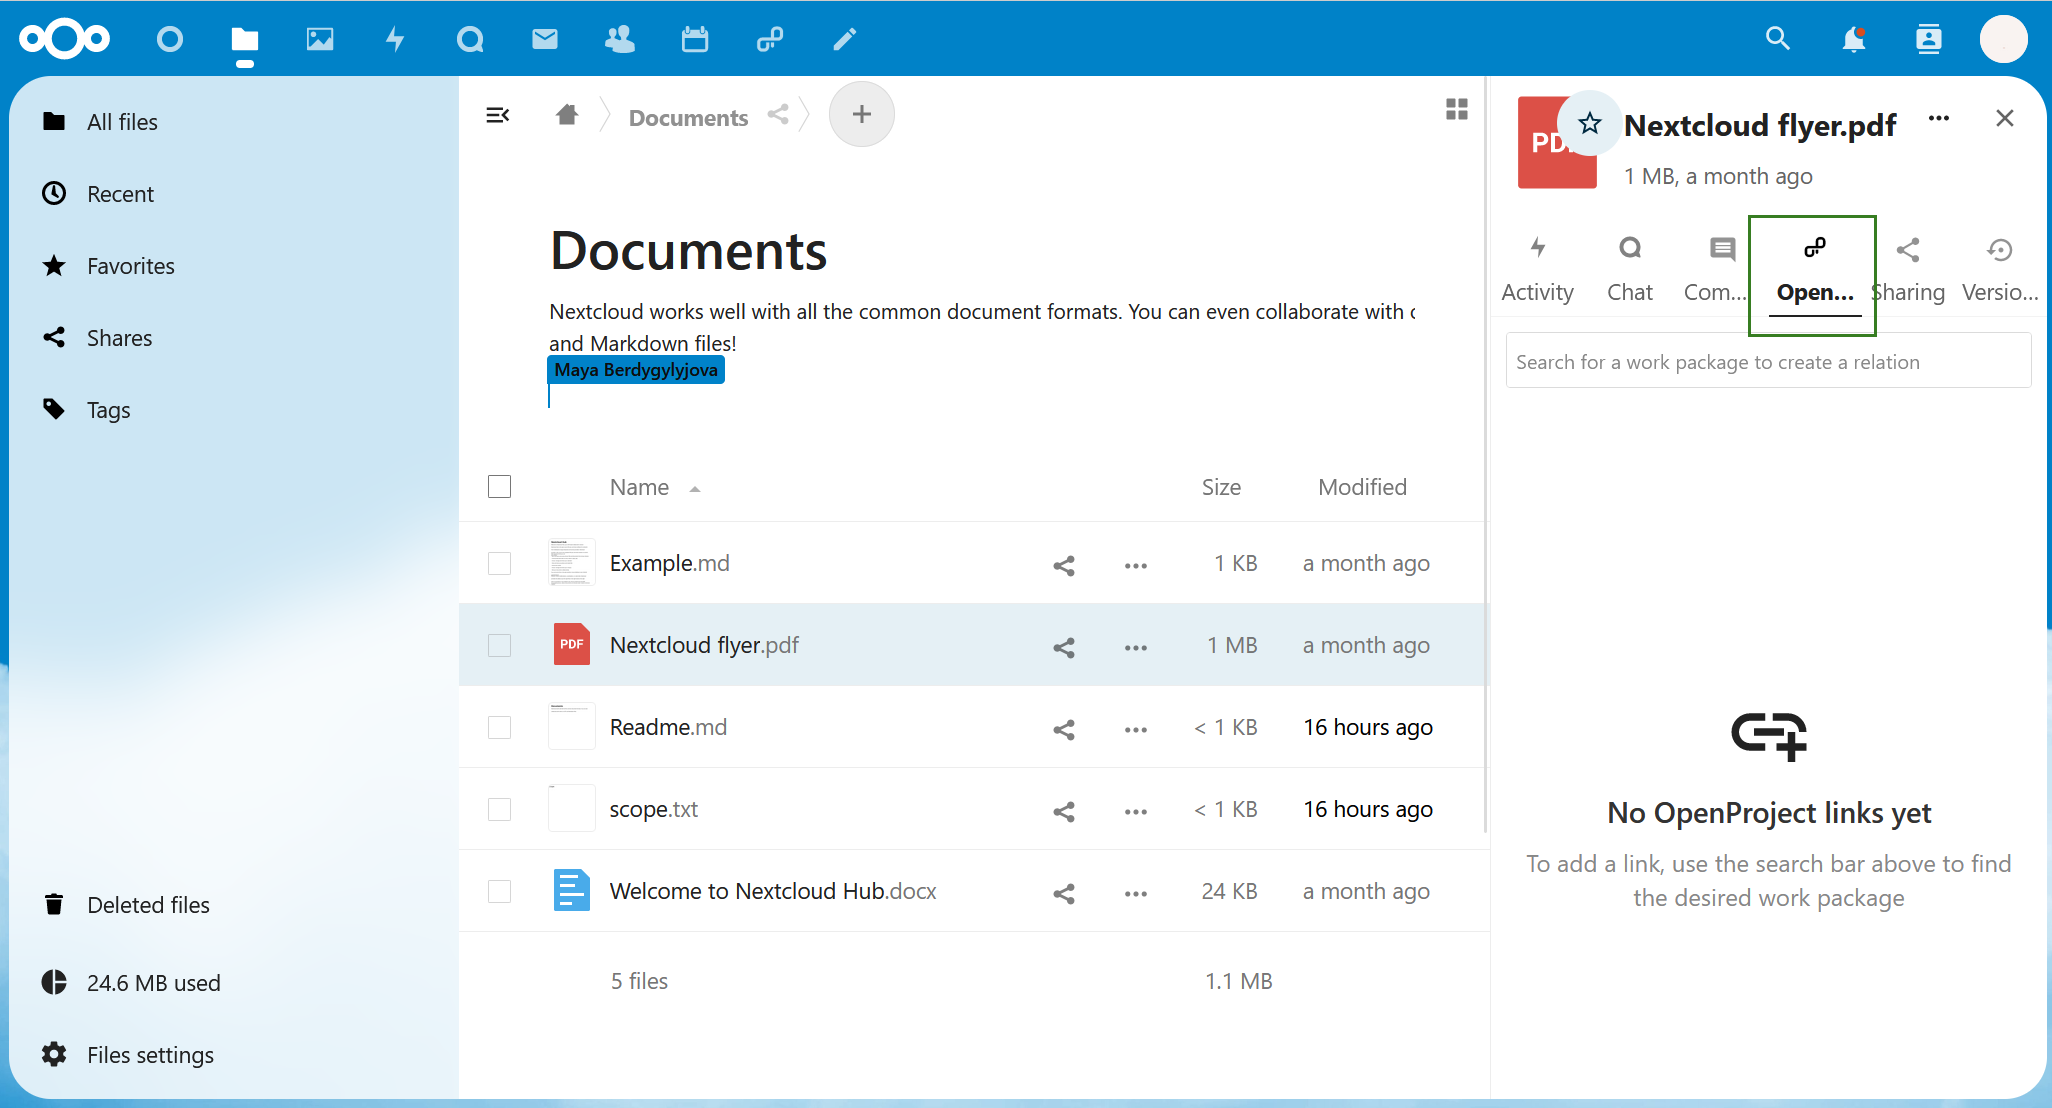 All files
Recent
Favorites
Shares
Tags
Deleted files
24.6 MB used
Files settings
Documents
Documents
Nextcloud works well with all the common document formats. You can even collaborate with
and Markdown files!
Maya Berdygylyjova
Name Size Modified
Example.md 1 KB a month ago
PDF Nextcloud flyer.pdf 1 MB a month ago
Readme.md < 1 KB 16 hours ago
scope.txt < 1 KB 16 hours ago
Welcome to Nextcloud Hub.docx 24 KB a month ago
5 files 1.1 MB
Nextcloud flyer.pdf
1 MB, a month ago
Activity Chat Com... Open... Sharing Versio...
Search for a work package to create a relation
No OpenProject links yet
To add a link, use the search bar above to find
the desired work package